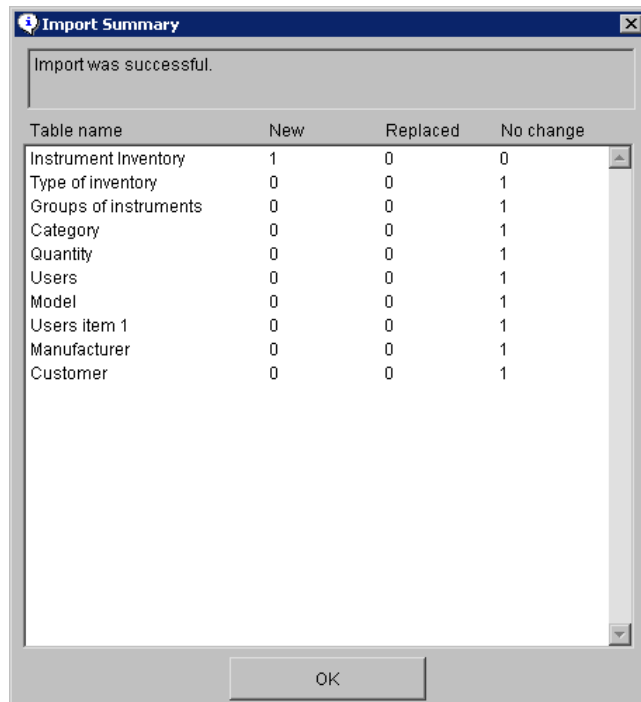 Import Summary
Import was successful.
Table name New Replaced No change
Instrument Inventory 1 0 0
Type of inventory 0 0 1
Groups of instruments 0 0 1
Category 0 0 1
Quantity 0 0 1
Users 0 0 1
Model 0 0 1
Users item 1 0 0 1
Manufacturer 0 0 1
Customer 0 0 1
OK